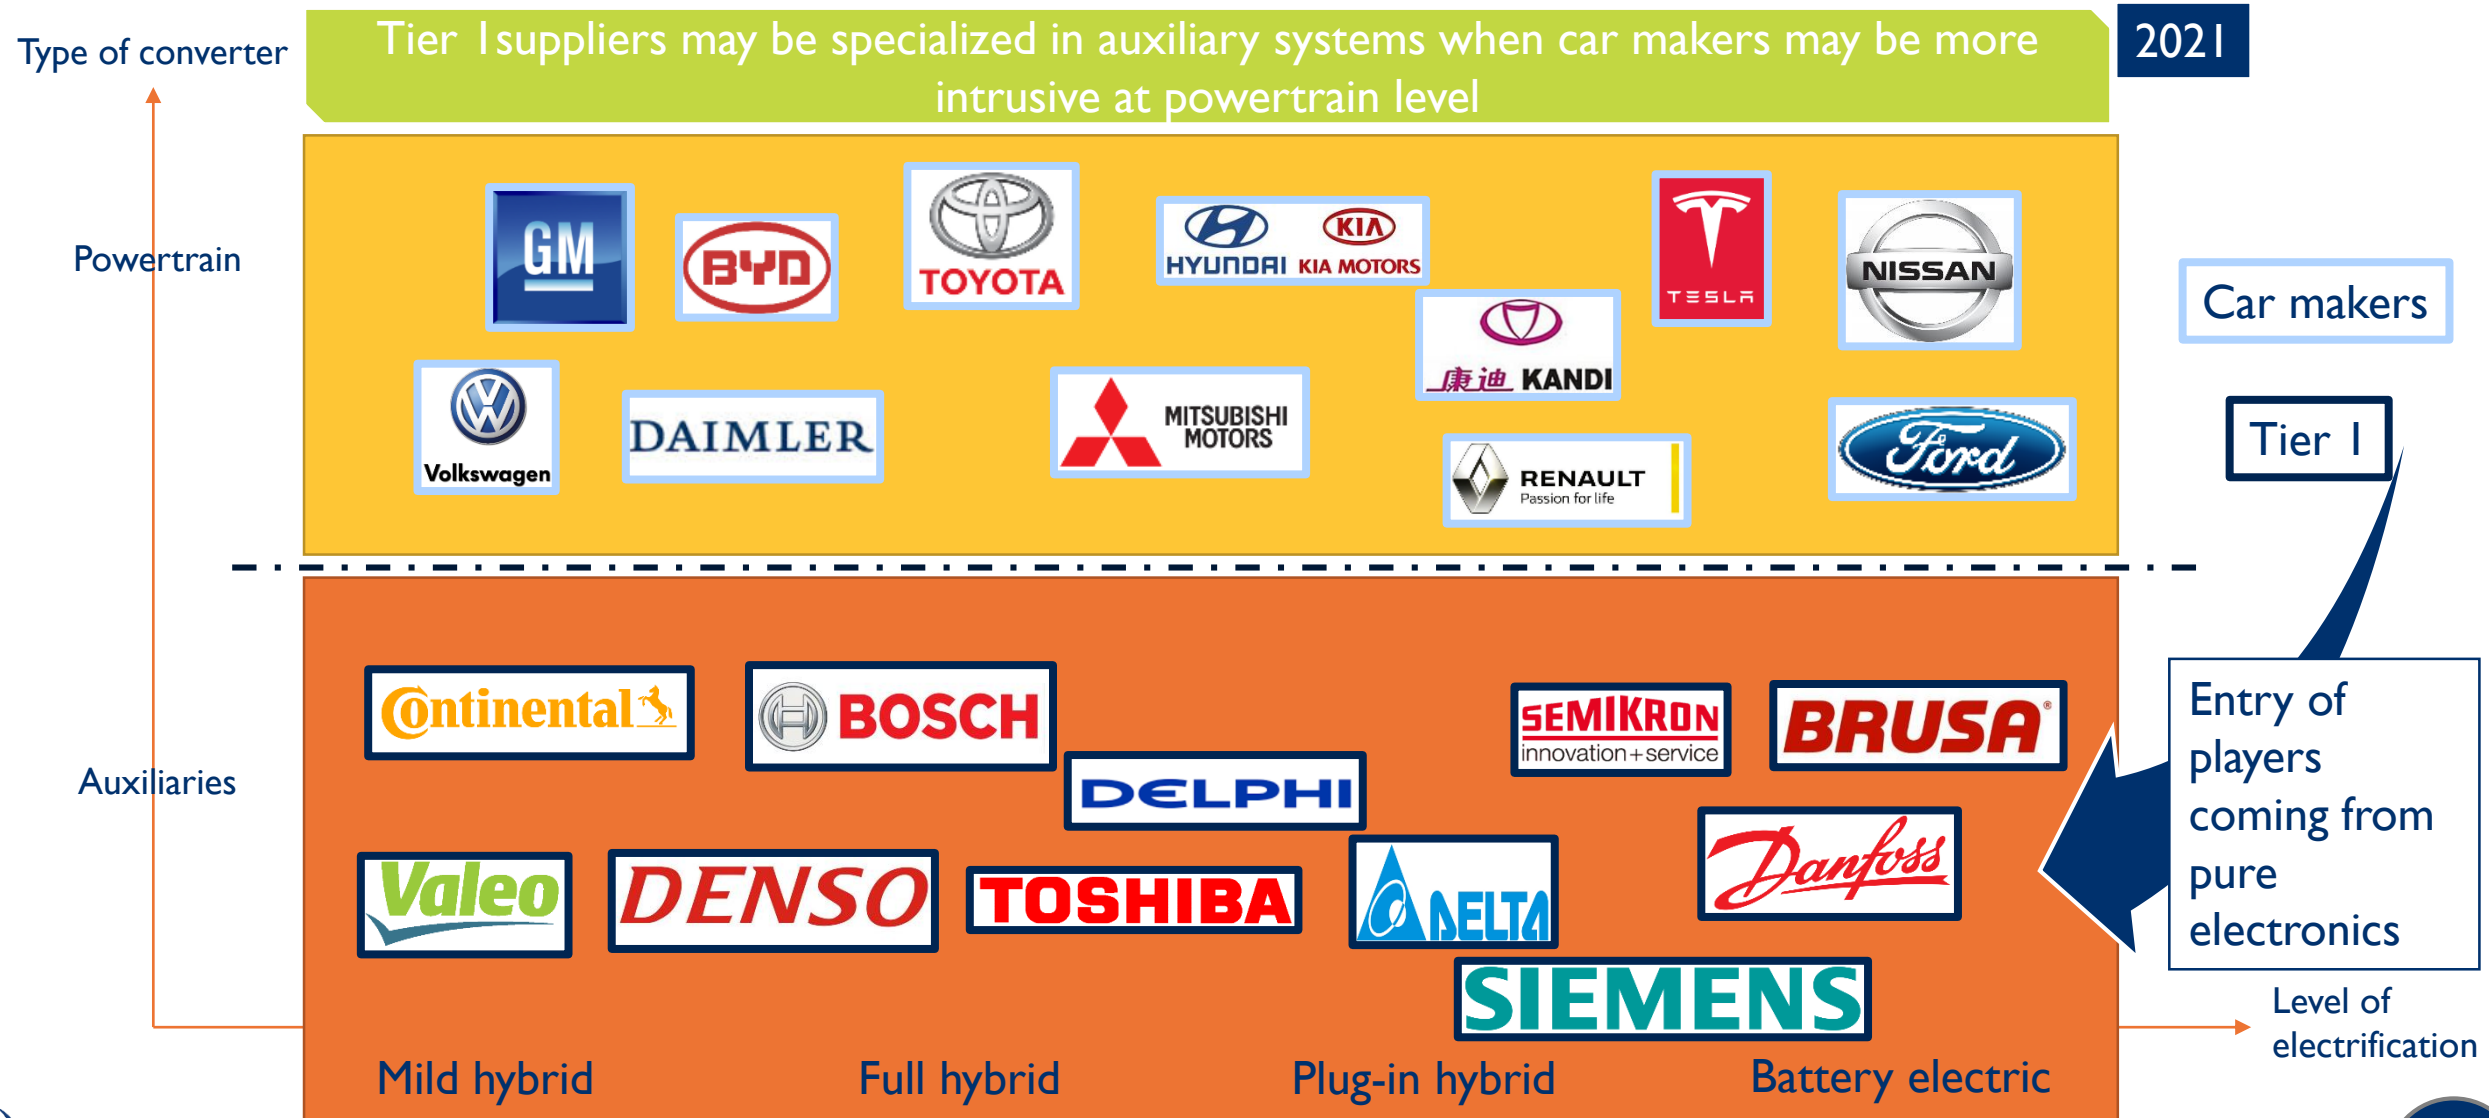 Type of converter
Tier 1suppliers may be specialized in auxiliary systems when car makers may be more
intrusive at powertrain level
2021
Powertrain
GM
BYD
TOYOTA
HYUNDAI KIA MOTORS
KIA
TESLA
NISSAN
Car makers
Volkswagen
DAIMLER
MITSUBISHI
MOTORS
康迪 KANDI
RENAULT
Passion for life
Ford
Tier 1
Auxiliaries
Continental
BOSCH
DELPHI
SEMIKRON
innovation+service
BRUSA®
Valeo
DENSO
TOSHIBA
DELTA
Danfoss
SIEMENS
Entry of
players
coming from
pure
electronics
Mild hybrid
Full hybrid
Plug-in hybrid
Battery electric
Level of
electrification